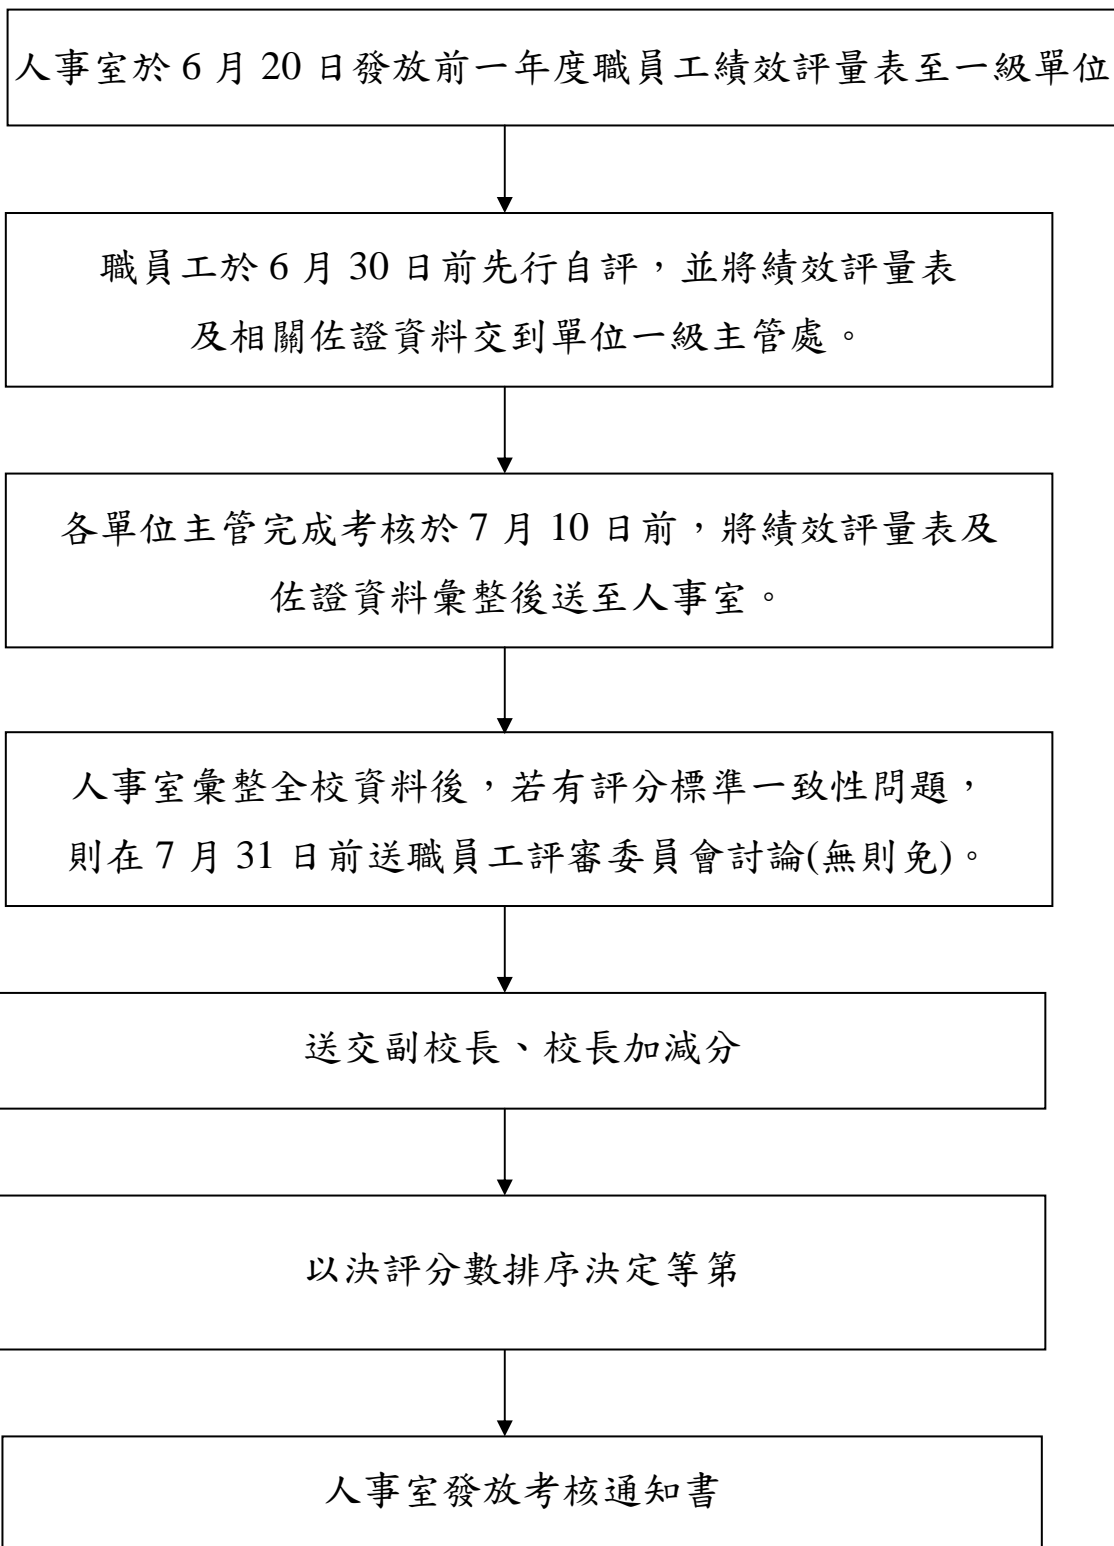 人事室於 6 月 20 日發放前一年度職員工績效評量表至一級單位
職員工於 6 月 30 日前先行自評，並將績效評量表
及相關佐證資料交到單位一級主管處。
各單位主管完成考核於 7 月 10 日前，將績效評量表及
佐證資料彙整後送至人事室。
人事室彙整全校資料後，若有評分標準一致性問題，
則在 7 月 31 日前送職員工評審委員會討論(無則免)。
送交副校長、校長加減分
以決評分數排序決定等第
人事室發放考核通知書